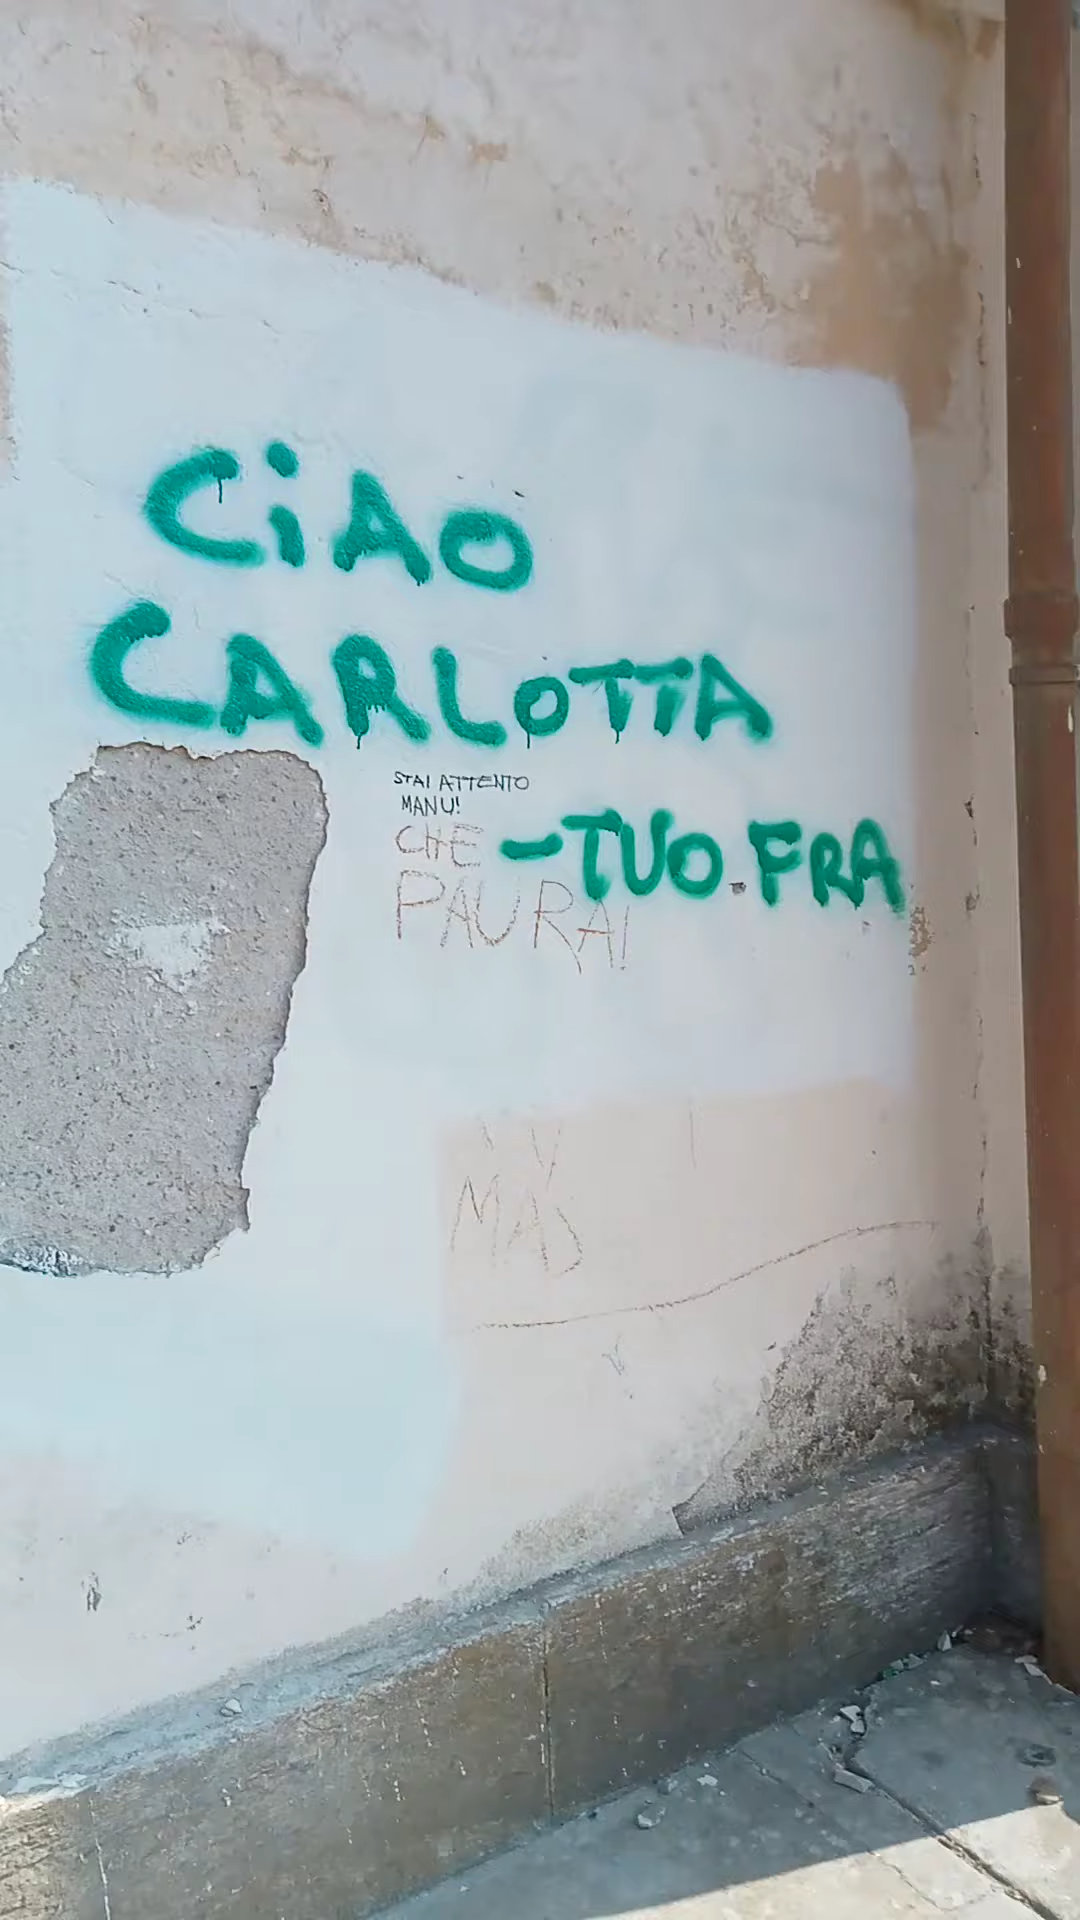 CiAO
CARLOTTA
STAI ATTENTO
MANU!
CHE
PAURA!
-TUO FRA